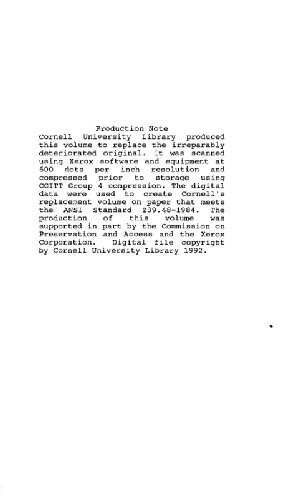 Production Note
Cornell University Library produced
this volume to replace the irreparably
deteriorated original. It was scanned
using Xerox software and equipment at
600 dots per inch resolution and
compressed prior to storage using
CCITT Group 4 compression. The digital
data were used to create Cornell's
replacement volume on paper that meets
the ANSI Standard Z39.48-1984. The
production of this volume was
supported in part by the Commission on
Preservation and Access and the Xerox
Corporation. Digital file copyright
by Cornell University Library 1992.